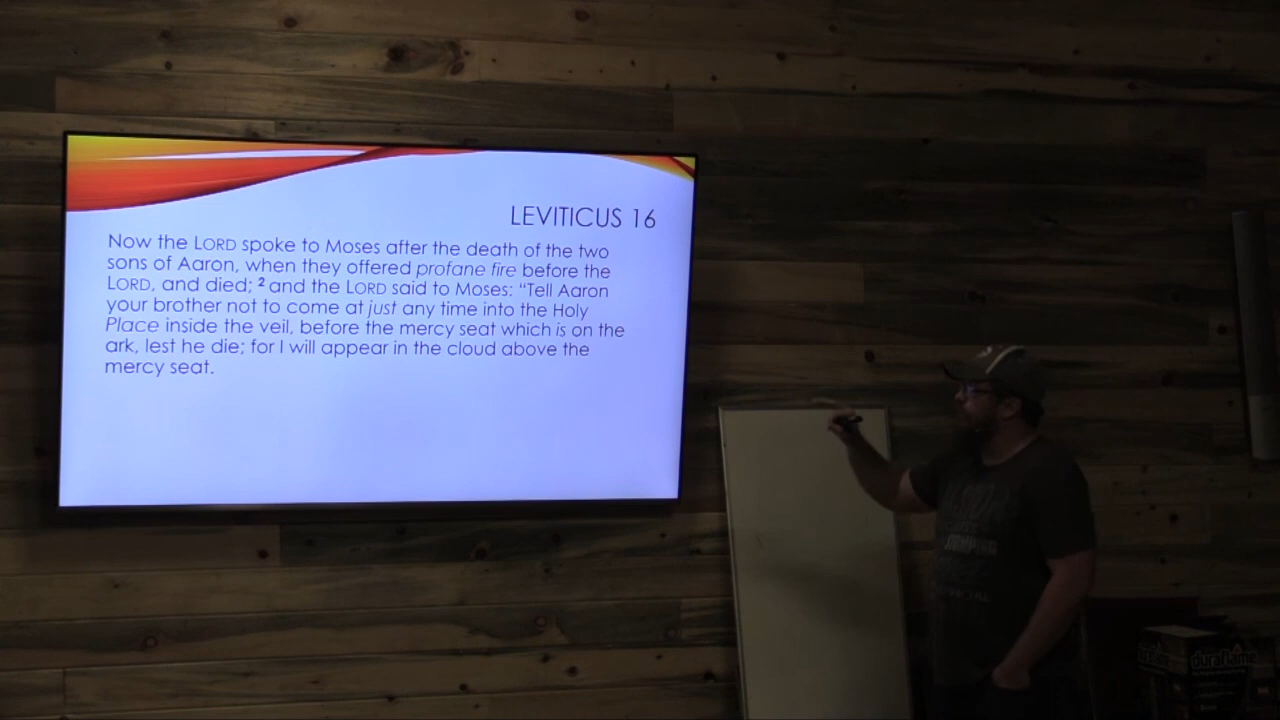 LEVITICUS 16
Now the LORD spoke to Moses after the death of the two
sons of Aaron, when they offered profane fire before the
LORD, and died; ² and the LORD said to Moses: “Tell Aaron
your brother not to come at just any time into the Holy
Place inside the veil, before the mercy seat which is on the
ark, lest he die; for I will appear in the cloud above the
mercy seat.
duraflame